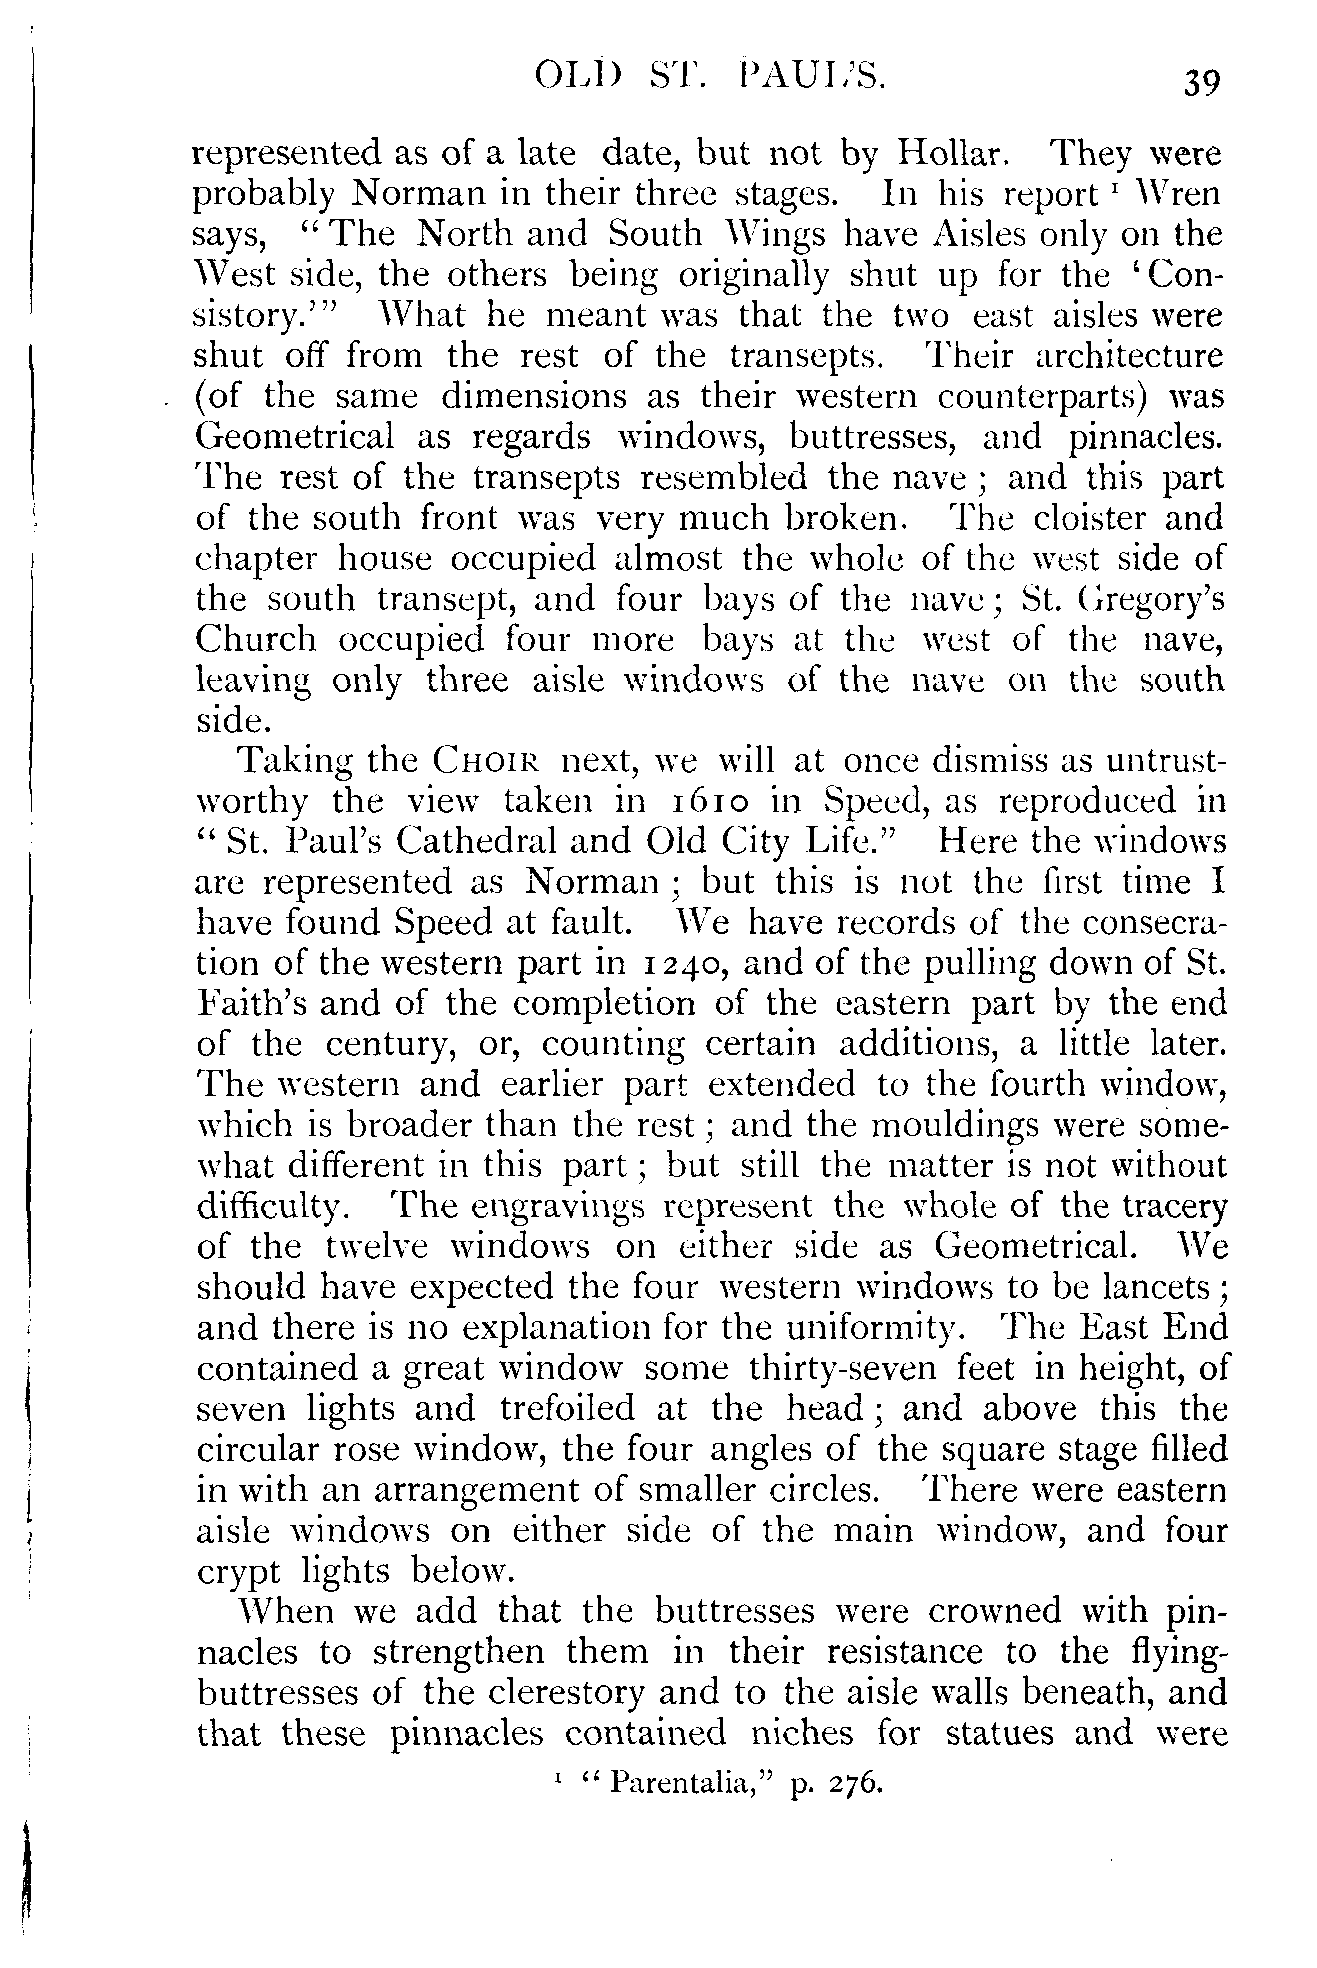 OLD ST. PAUL'S. 39
represented as of a late date, but not by Hollar. They were
probably Norman in their three stages. In his report ¹ Wren
says, “ The North and South Wings have Aisles only on the
West side, the others being originally shut up for the ‘ Con-
sistory.’” What he meant was that the two east aisles were
shut off from the rest of the transepts. Their architecture
(of the same dimensions as their western counterparts) was
Geometrical as regards windows, buttresses, and pinnacles.
The rest of the transepts resembled the nave ; and this part
of the south front was very much broken. The cloister and
chapter house occupied almost the whole of the west side of
the south transept, and four bays of the nave ; St. Gregory’s
Church occupied four more bays at the west of the nave,
leaving only three aisle windows of the nave on the south
side.
Taking the CHOIR next, we will at once dismiss as untrust-
worthy the view taken in 1610 in Speed, as reproduced in
“ St. Paul’s Cathedral and Old City Life.” Here the windows
are represented as Norman ; but this is not the first time I
have found Speed at fault. We have records of the consecra-
tion of the western part in 1240, and of the pulling down of St.
Faith’s and of the completion of the eastern part by the end
of the century, or, counting certain additions, a little later.
The western and earlier part extended to the fourth window,
which is broader than the rest ; and the mouldings were some-
what different in this part ; but still the matter is not without
difficulty. The engravings represent the whole of the tracery
of the twelve windows on either side as Geometrical. We
should have expected the four western windows to be lancets ;
and there is no explanation for the uniformity. The East End
contained a great window some thirty-seven feet in height, of
seven lights and trefoiled at the head ; and above this the
circular rose window, the four angles of the square stage filled
in with an arrangement of smaller circles. There were eastern
aisle windows on either side of the main window, and four
crypt lights below.
When we add that the buttresses were crowned with pin-
nacles to strengthen them in their resistance to the flying-
buttresses of the clerestory and to the aisle walls beneath, and
that these pinnacles contained niches for statues and were
¹ “ Parentalia,” p. 276.